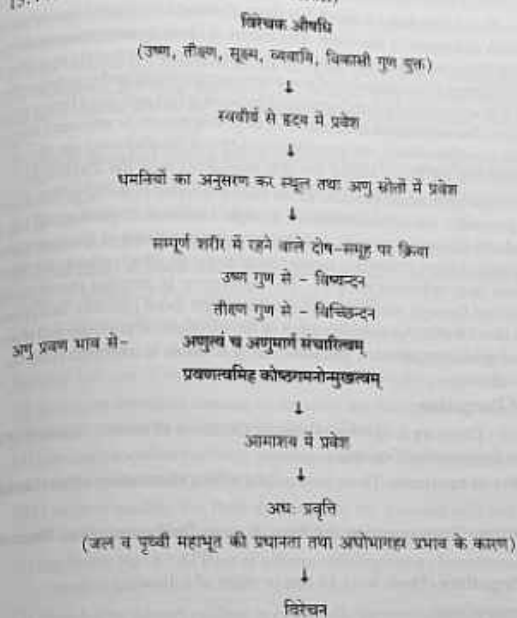 विरेचक औषधि
(उष्ण, तीक्ष्ण, सूक्ष्म, व्यवायि, विकासी गुण युक्त)
↓
स्ववीर्य से हृदय में प्रवेश
↓
धमनियों का अनुसरण कर स्थूल तथा अणु स्रोतों में प्रवेश
↓
सम्पूर्ण शरीर में रहने वाले दोष-समूह पर क्रिया
उष्ण गुण से - विष्यन्दन
तीक्ष्ण गुण से - विच्छिन्दन
अणु प्रवण भाव से- अणुत्वं च अणुमार्ग संचारित्वम्
प्रवणत्वमिह कोष्ठगमनोन्मुखत्वम्
↓
आमाशय में प्रवेश
↓
अधः प्रवृत्ति
(जल व पृथ्वी महाभूत की प्रधानता तथा अधोभागहर प्रभाव के कारण)
↓
विरेचन